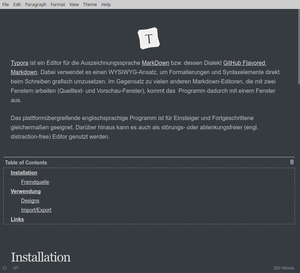 File Edit Paragraph Format View Theme Help
T
Typora ist ein Editor für die Auszeichnungssprache MarkDown bzw. dessen Dialekt GitHub Flavored
Markdown. Dabei verwendet es einen WYSIWYG-Ansatz, um Formatierungen und Syntaxelemente direkt
beim Schreiben grafisch umzusetzen. Im Gegensatz zu vielen anderen Markdown-Editoren, die mit zwei
Fenstern arbeiten (Quelltext- und Vorschau-Fenster), kommt das Programm dadurch mit einem Fenster
aus.
Das plattformübergreifende englischsprachige Programm ist für Einsteiger und Fortgeschrittene
gleichermaßen geeignet. Darüber hinaus kann es auch als störungs- oder ablenkungsfreier (engl.
distraction-free) Editor genutzt werden.
Table of Contents
Installation
Fremdquelle
Verwendung
Designs
Import/Export
Links
Installation
Words